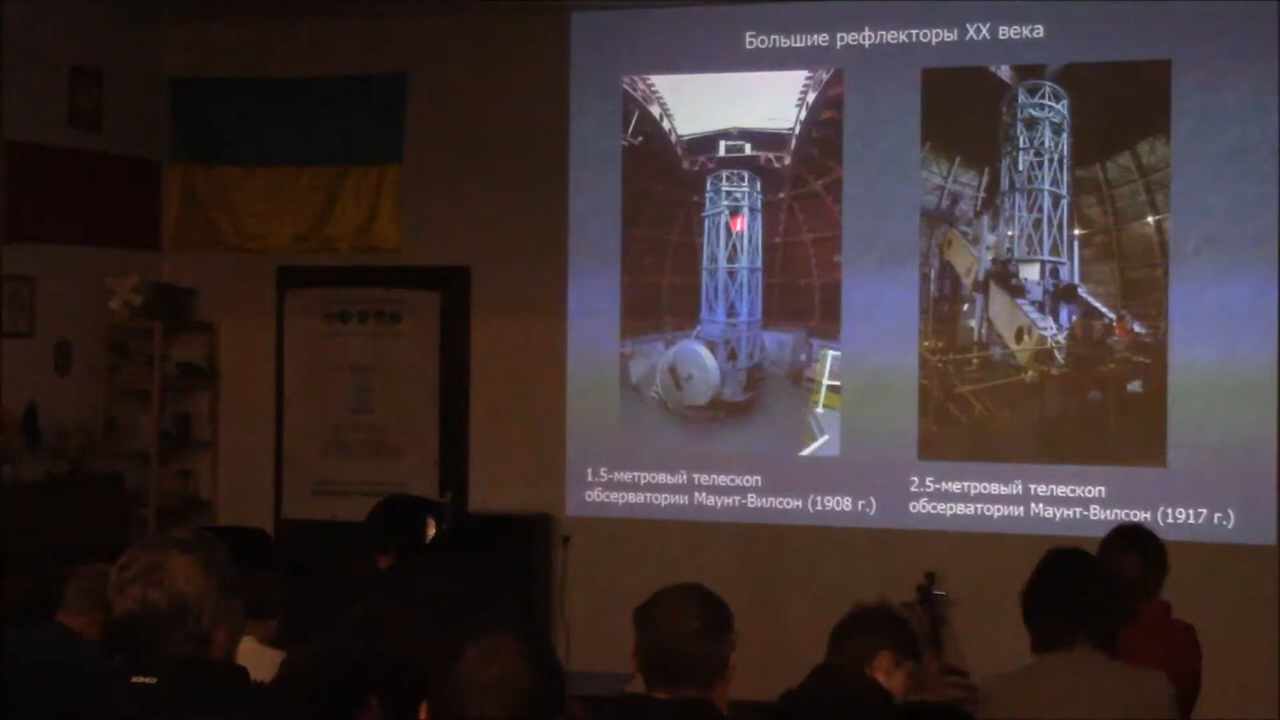 Большие рефлекторы XX века
1.5-метровый телескоп
обсерватории Маунт-Вилсон (1908 г.)
2.5-метровый телескоп
обсерватории Маунт-Вилсон (1917 г.)